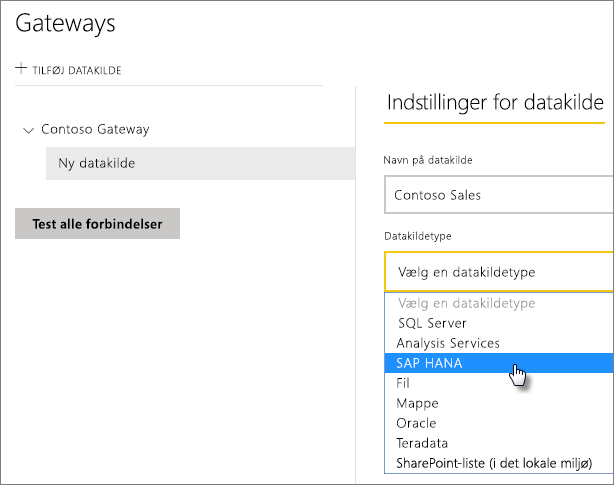 Gateways
+ TILFØJ DATAKILDE
Contoso Gateway
Ny datakilde
Test alle forbindelser
Indstillinger for datakilde
Navn på datakilde
Contoso Sales
Datakildetype
Vælg en datakildetype
Vælg en datakildetype
SQL Server
Analysis Services
SAP HANA
Fil
Mappe
Oracle
Teradata
SharePoint-liste (i det lokale miljø)